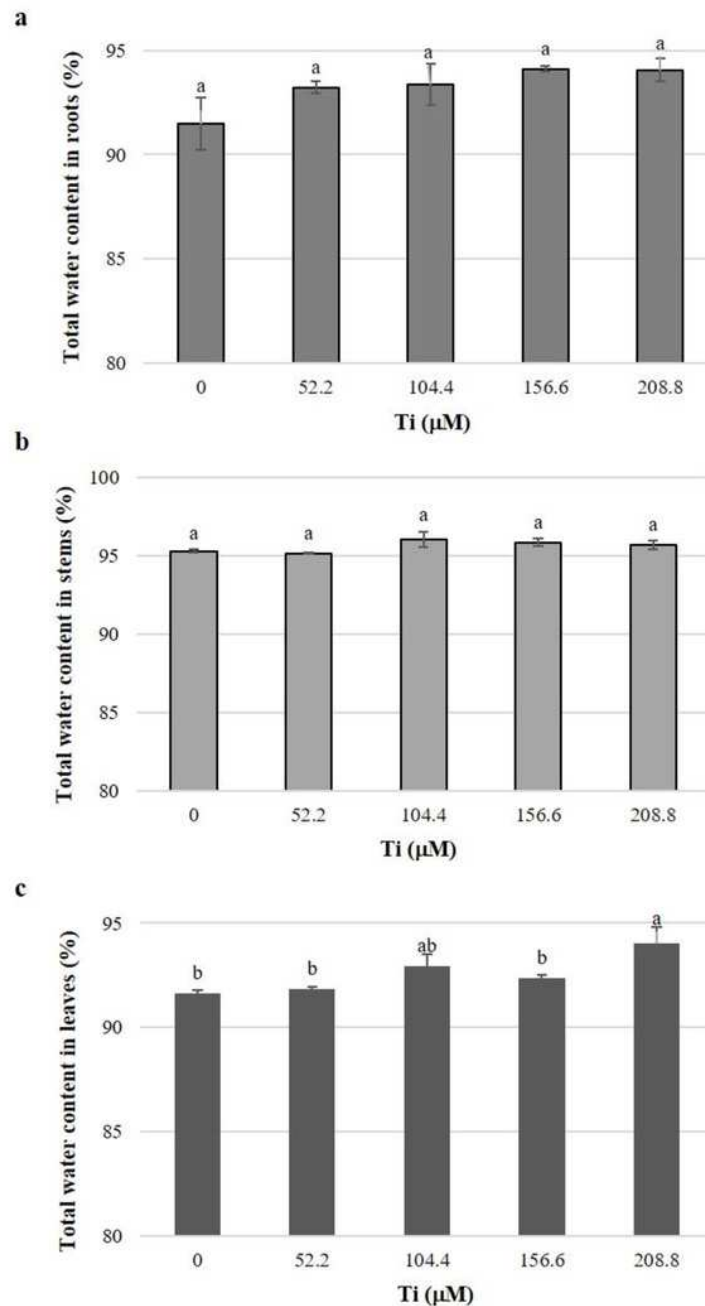 a
Total water content in roots (%)
95
90
85
80
a
a
a
a
a
0
52.2
104.4
156.6
208.8
Ti (µM)
b
Total water content in stems (%)
100
95
90
85
80
a
a
a
a
a
0
52.2
104.4
156.6
208.8
Ti (µM)
c
Total water content in leaves (%)
95
90
85
80
b
b
ab
b
a
0
52.2
104.4
156.6
208.8
Ti (µM)